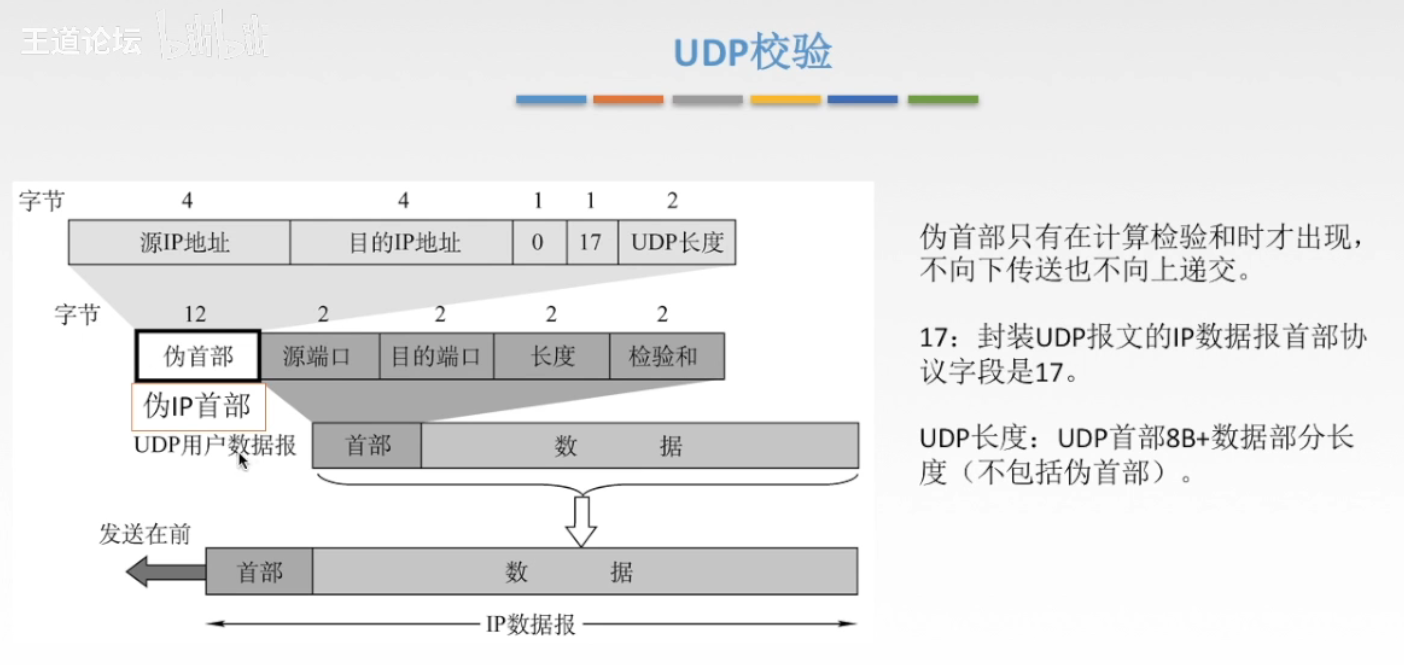 王道论坛 bilibili
UDP校验
字节 4 4 1 1 2
源IP地址 目的IP地址 0 17 UDP长度
字节 12 2 2 2 2
伪首部 源端口 目的端口 长度 检验和
伪IP首部
UDP用户数据报 首部 数 据
发送在前
首部 数 据
IP数据报
伪首部只有在计算检验和时才出现，
不向下传送也不向上递交。
17：封装UDP报文的IP数据报首部协
议字段是17。
UDP长度：UDP首部8B+数据部分长
度（不包括伪首部）。